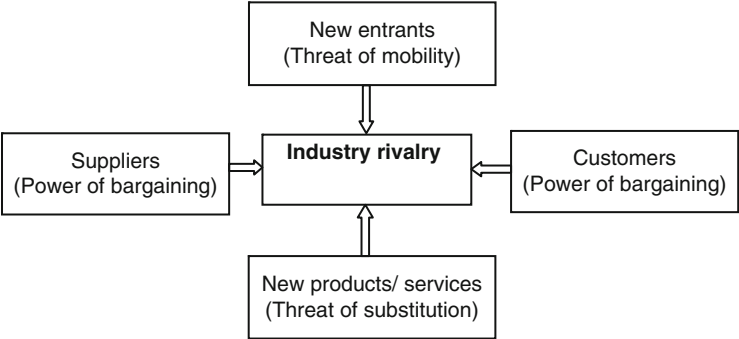 New entrants
(Threat of mobility)
Industry rivalry
Suppliers
(Power of bargaining)
Customers
(Power of bargaining)
New products/ services
(Threat of substitution)